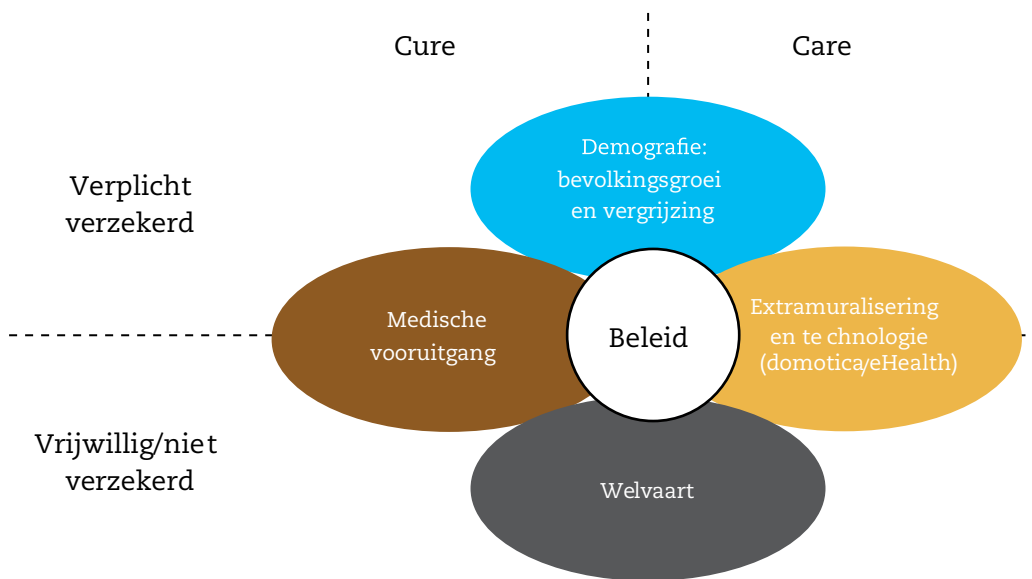 Cure
Care
Demografie:
bevolkingsgroei
en vergrijzing
Verplicht
verzekerd
Medische
vooruitgang
Beleid
Extramuralisering
en te chnologie
(domotica/eHealth)
Vrijwillig/niet
verzekerd
Welvaart